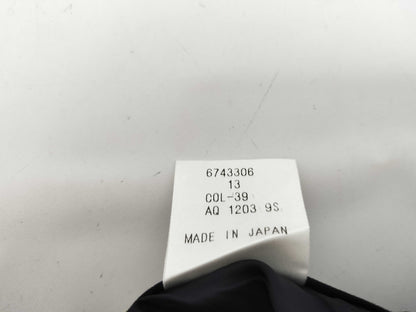 6743306
13
COL-39
AQ 1203 9S
MADE IN JAPAN